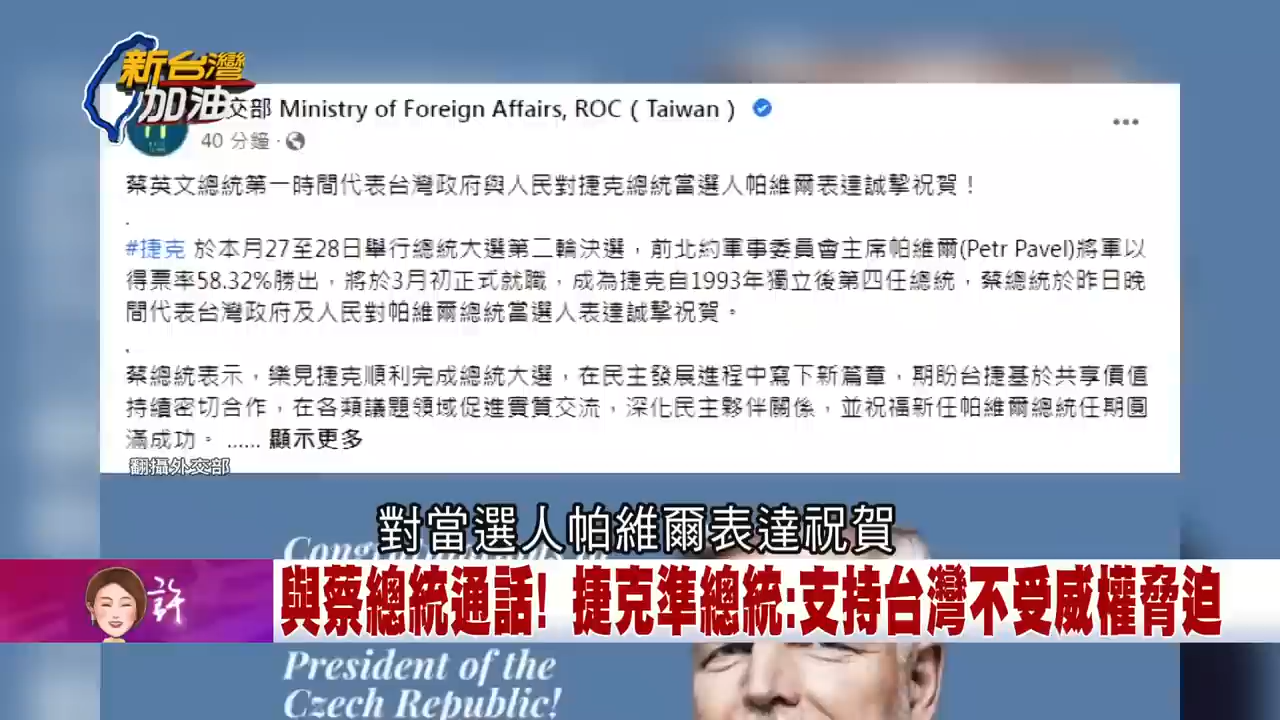 新台灣
加油
交部 Ministry of Foreign Affairs, ROC ( Taiwan )
40 分鐘 ·
蔡英文總統第一時間代表台灣政府與人民對捷克總統當選人帕維爾表達誠摯祝賀！
.
#捷克 於本月27至28日舉行總統大選第二輪決選，前北約軍事委員會主席帕維爾(Petr Pavel)將軍以
得票率58.32%勝出，將於3月初正式就職，成為捷克自1993年獨立後第四任總統，蔡總統於昨日晚
間代表台灣政府及人民對帕維爾總統當選人表達誠摯祝賀。
.
蔡總統表示，樂見捷克順利完成總統大選，在民主發展進程中寫下新篇章，期盼台捷基於共享價值
持續密切合作，在各類議題領域促進實質交流，深化民主夥伴關係，並祝福新任帕維爾總統任期圓
滿成功。 ...... 顯示更多
翻攝外交部
對當選人帕維爾表達祝賀
許
與蔡總統通話! 捷克準總統:支持台灣不受威權脅迫
President of the
Czech Republic!